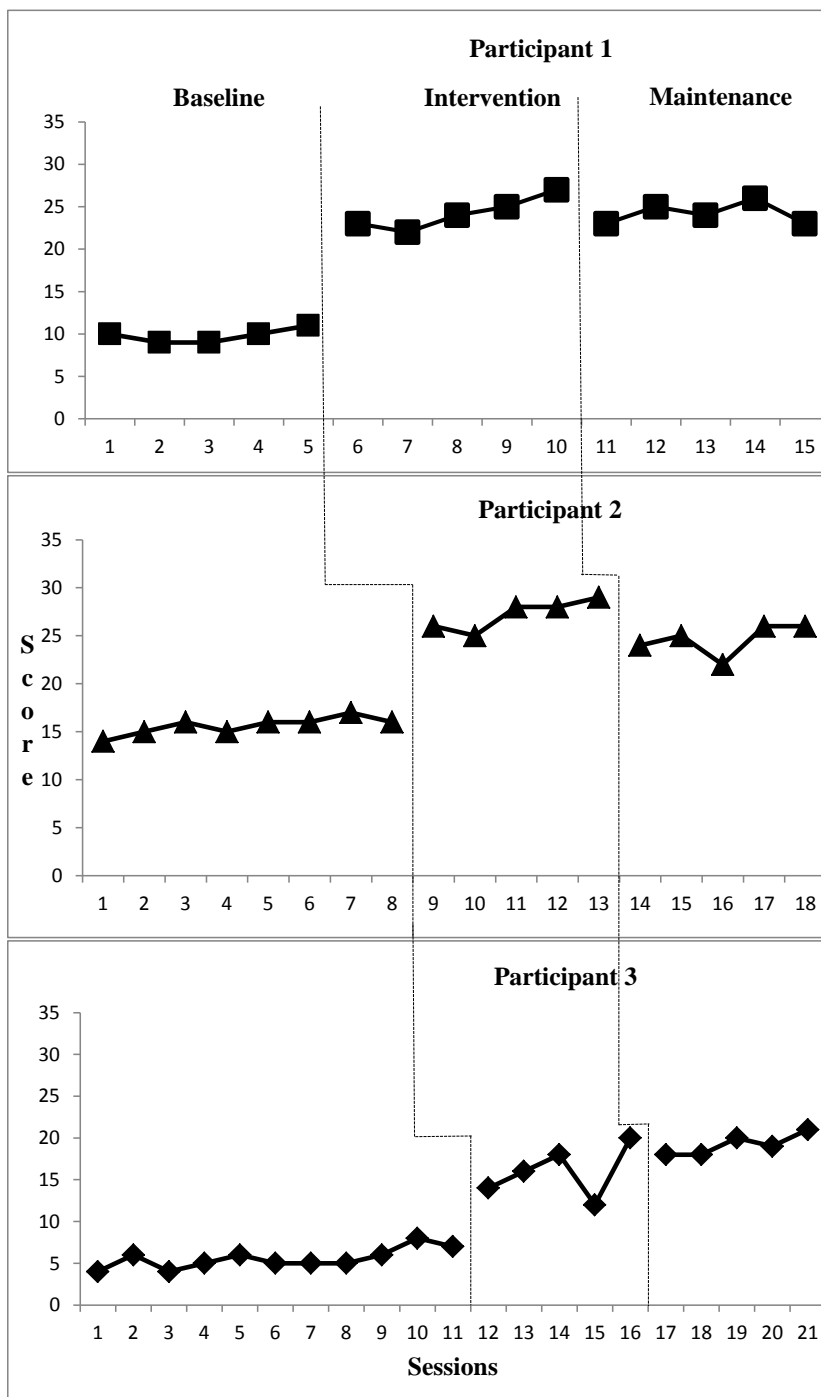 Participant 1
Baseline Intervention Maintenance
35
30
25
20
15
10
5
0
1 2 3 4 5 6 7 8 9 10 11 12 13 14 15
Participant 2
35
30
25
20
15
10
5
0
Score
1 2 3 4 5 6 7 8 9 10 11 12 13 14 15 16 17 18
Participant 3
35
30
25
20
15
10
5
0
1 2 3 4 5 6 7 8 9 10 11 12 13 14 15 16 17 18 19 20 21
Sessions